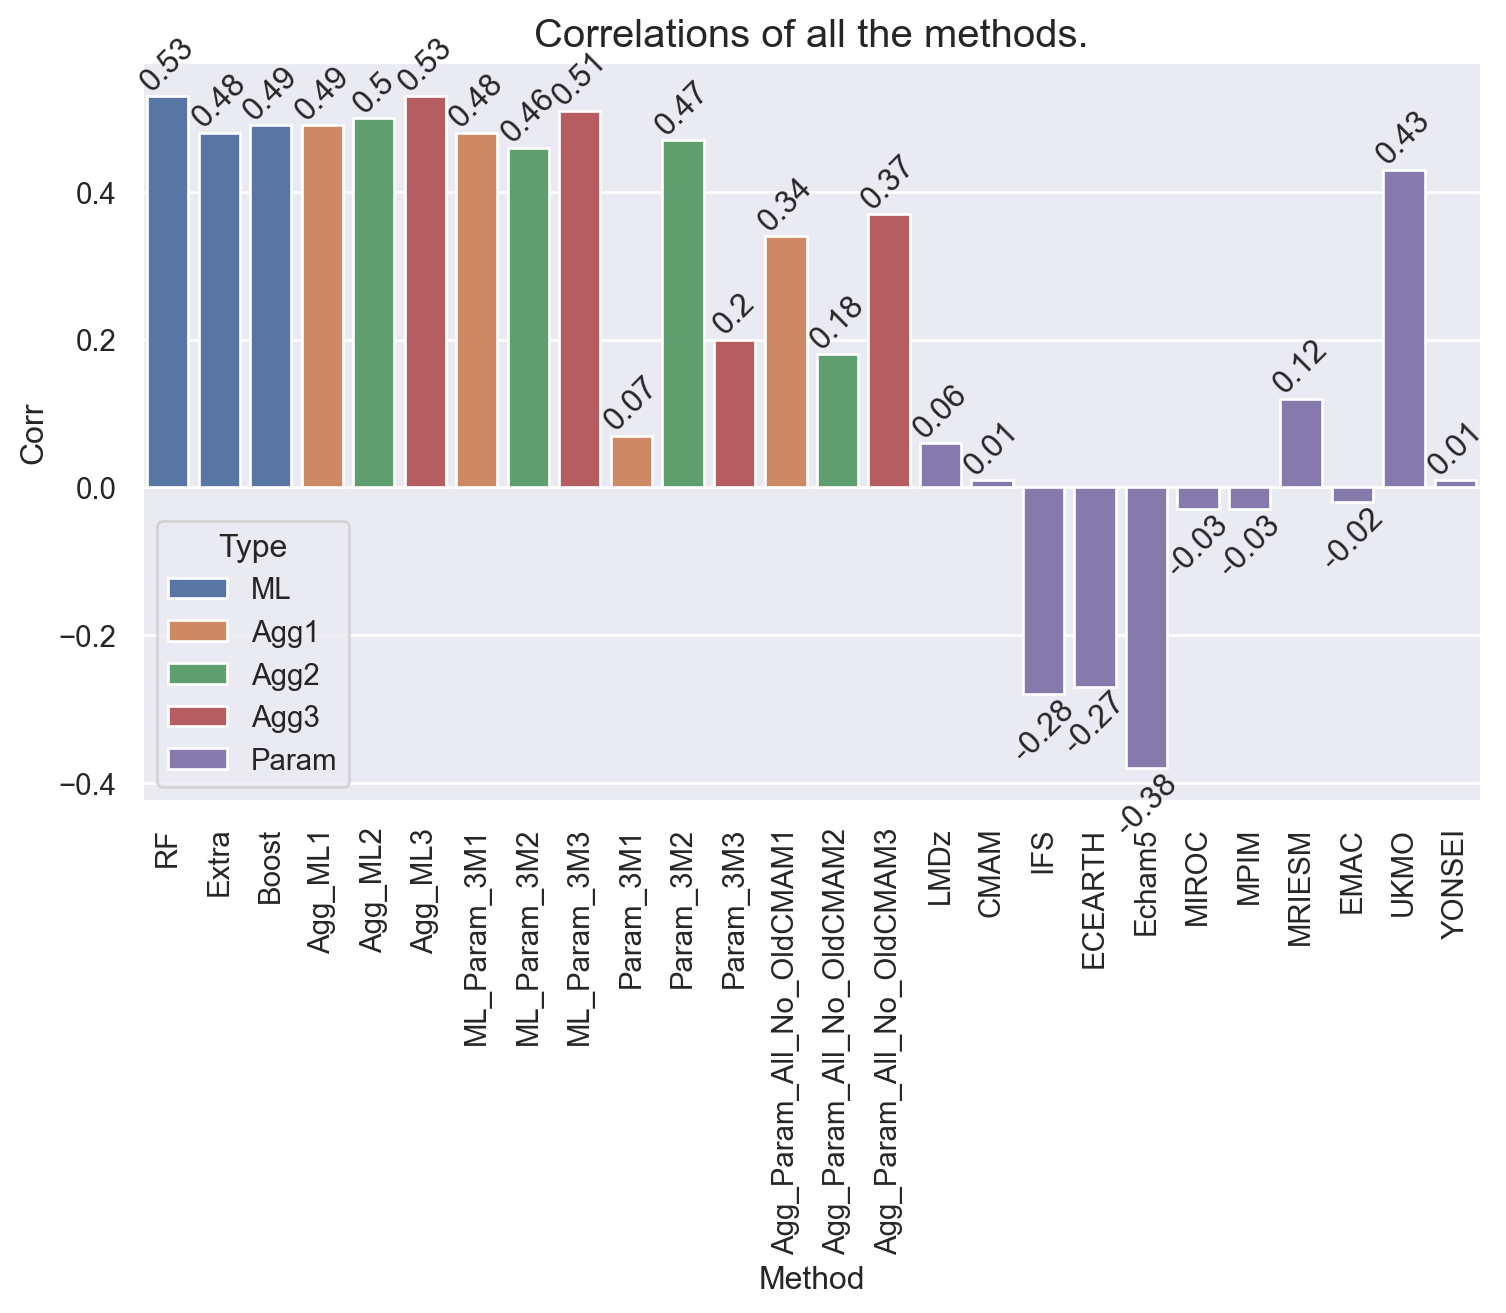 Correlations of all the methods.
0.53
0.48
0.49
0.49
0.5
0.53
0.48
0.46
0.51
0.07
0.47
0.2
0.34
0.18
0.37
0.06
0.01
-0.28
-0.27
-0.38
-0.03
-0.03
0.12
-0.02
0.43
0.01
Corr
0.4
0.2
0.0
−0.2
−0.4
Type
ML
Agg1
Agg2
Agg3
Param
RF
Extra
Boost
Agg_ML1
Agg_ML2
Agg_ML3
ML_Param_3M1
ML_Param_3M2
ML_Param_3M3
Param_3M1
Param_3M2
Param_3M3
Agg_Param_All_No_OldCMAM1
Agg_Param_All_No_OldCMAM2
Agg_Param_All_No_OldCMAM3
LMDz
CMAM
IFS
ECEARTH
Echam5
MIROC
MPIM
MRIESM
EMAC
UKMO
YONSEI
Method